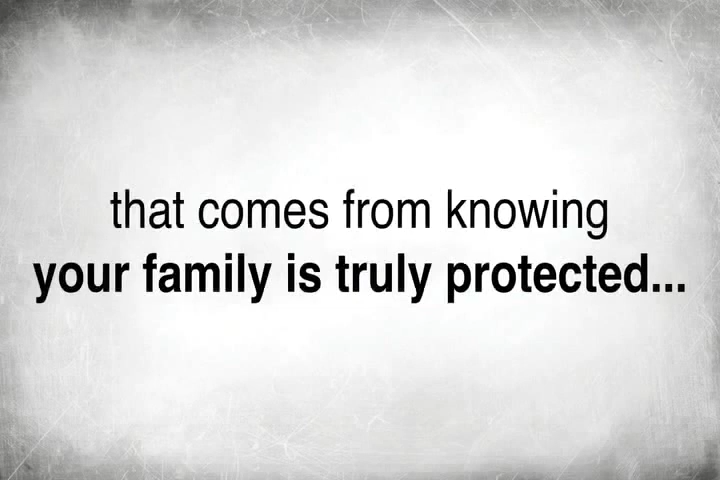 that comes from knowing
your family is truly protected...